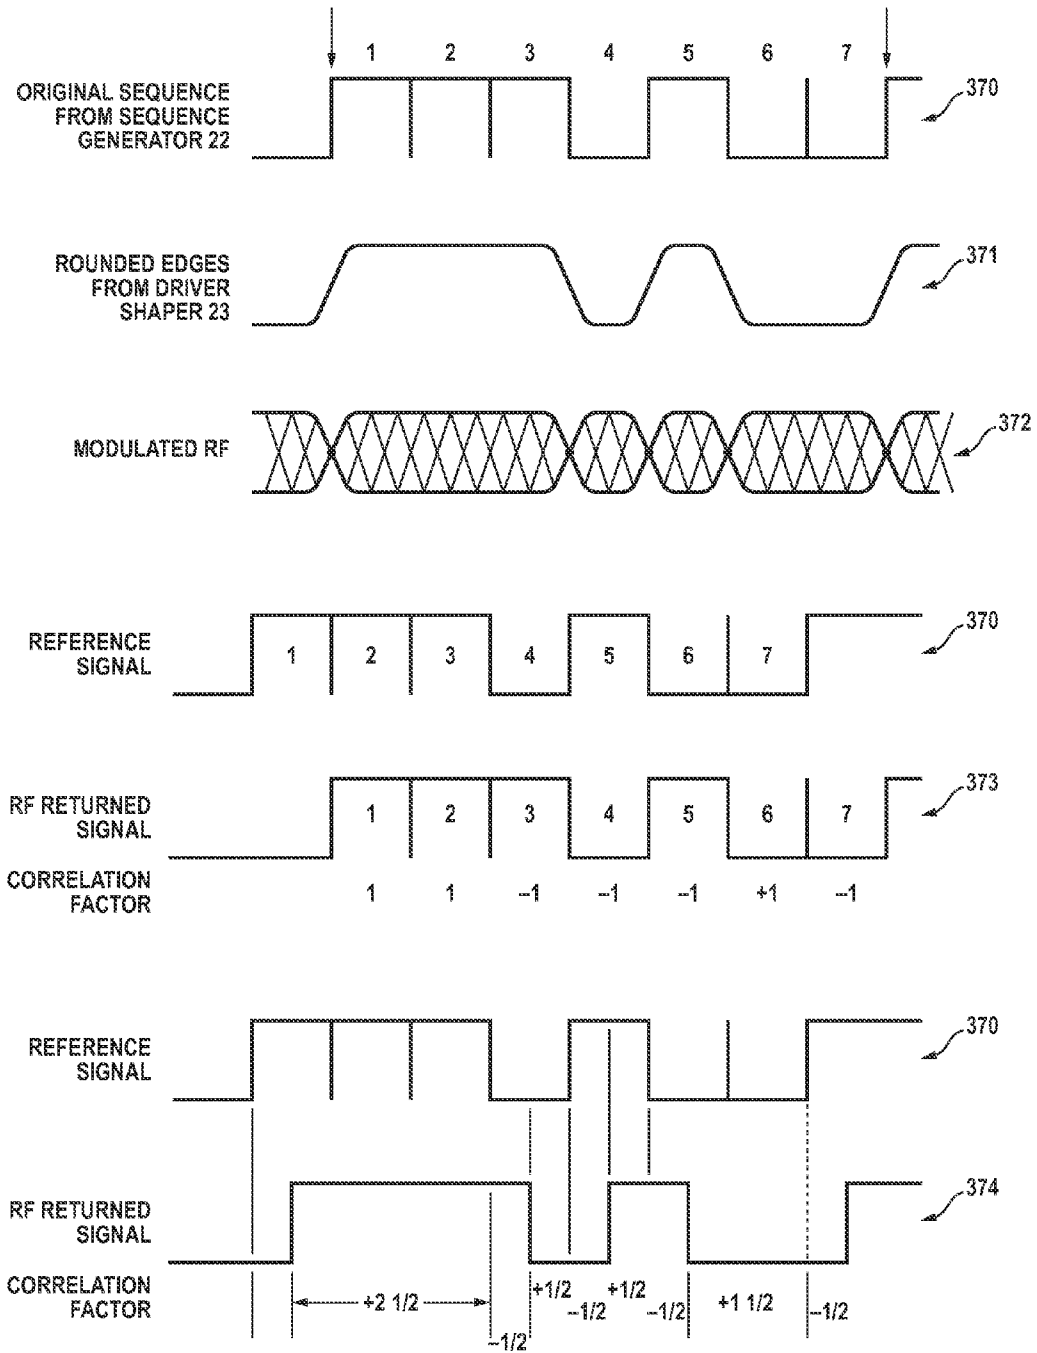 1 2 3 4 5 6 7
ORIGINAL SEQUENCE
FROM SEQUENCE
GENERATOR 22
370
ROUNDED EDGES
FROM DRIVER
SHAPER 23
371
MODULATED RF
372
REFERENCE
SIGNAL
1 2 3 4 5 6 7
370
RF RETURNED
SIGNAL
1 2 3 4 5 6 7
373
CORRELATION
FACTOR
1 1 –1 –1 –1 +1 –1
REFERENCE
SIGNAL
370
RF RETURNED
SIGNAL
374
CORRELATION
FACTOR
+2 1/2 –1/2 +1/2 –1/2 +1/2 –1/2 +1 1/2 –1/2